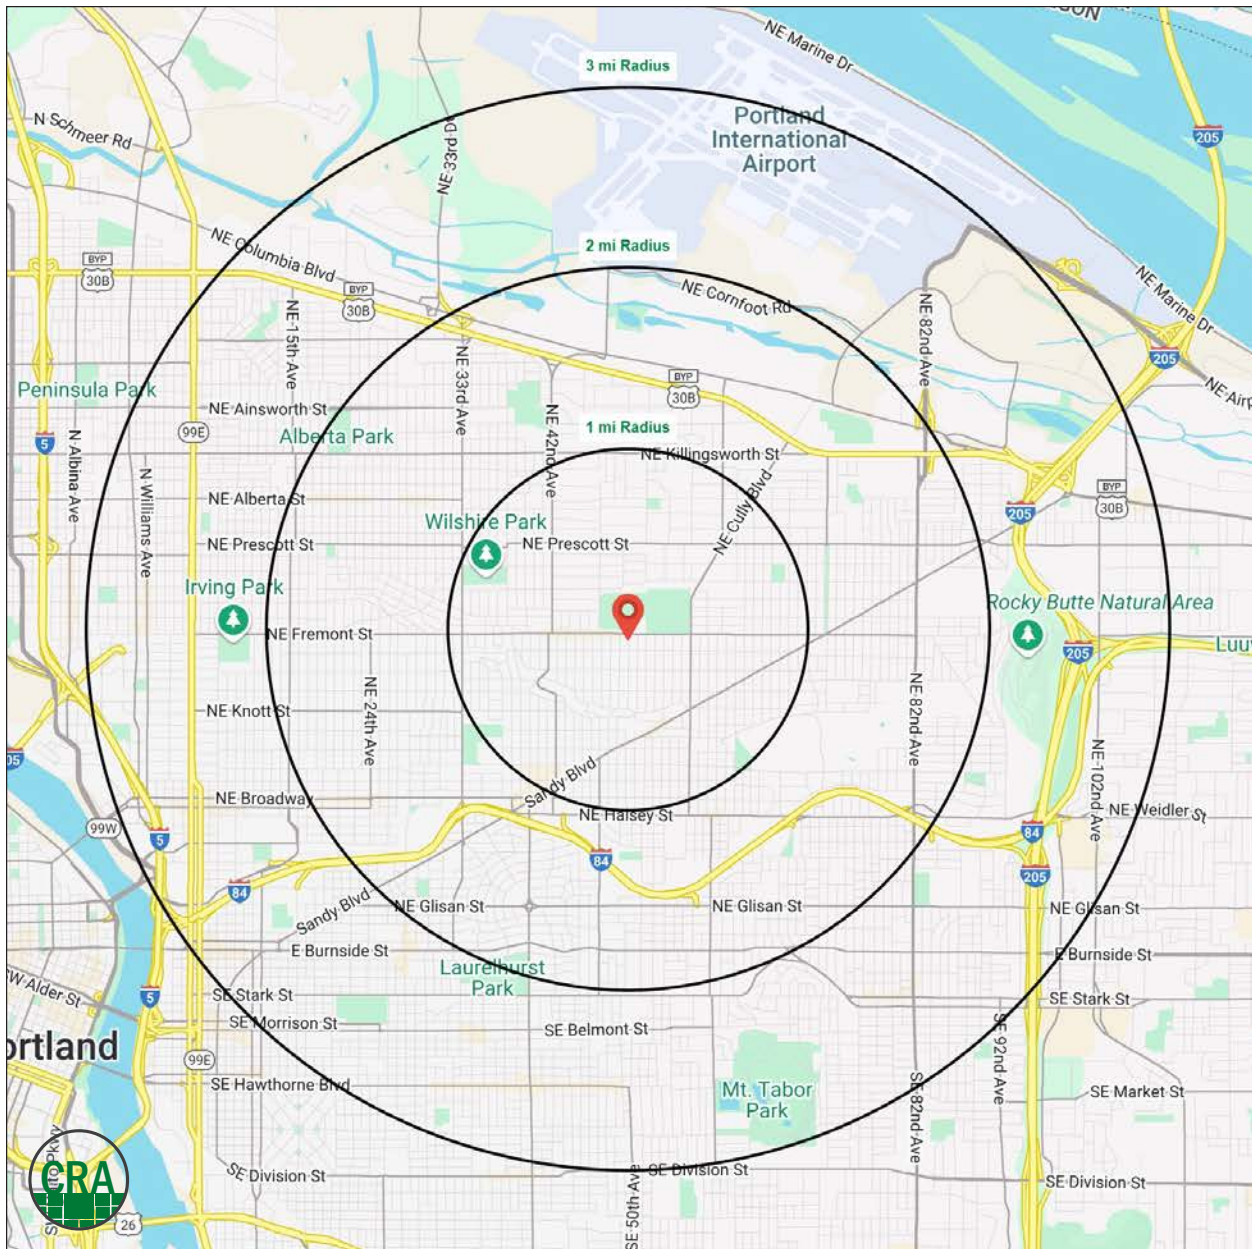 GON
NE Marine Dr
3 mi Radius
Portland
International
Airport
N Schmeer Rd
NE 33rd Dr
205
NE Columbia Blvd
2 mi Radius
BYP
30B
BYP
30B
NE Cornfoot Rd
NE Marine Dr
NE 15th Ave
NE 82nd Ave
NE 33rd Ave
205
Peninsula Park
BYP
30B
NE 42nd Ave
NE Ainsworth St
99E
Alberta Park
1 mi Radius
5
N Albina Ave
NE Killingsworth St
N Williams Ave
NE Alberta St
NE Cully Blvd
BYP
30B
205
Wilshire Park
NE Prescott St
NE Prescott St
Irving Park
Rocky Butte Natural Area
NE Fremont St
205
NE 24th Ave
NE 82nd Ave
NE Knott St
NE 102nd Ave
Sandy Blvd
NE Broadway
NE Halsey St
NE Weidler St
99W
5
84
84
84
205
Sandy Blvd
NE Glisan St
NE Glisan St
NE Glisan St
E Burnside St
E Burnside St
Laurelhurst
Park
SW Alder St
5
SE Stark St
SE Stark St
SE Morrison St
SE Belmont St
SE 92nd Ave
ortland
99E
SE Hawthorne Blvd
Mt. Tabor
Park
SE 82nd Ave
SE Market St
CRA
SE Division St
SE Division St
SE Division St
SE 50th Ave
26